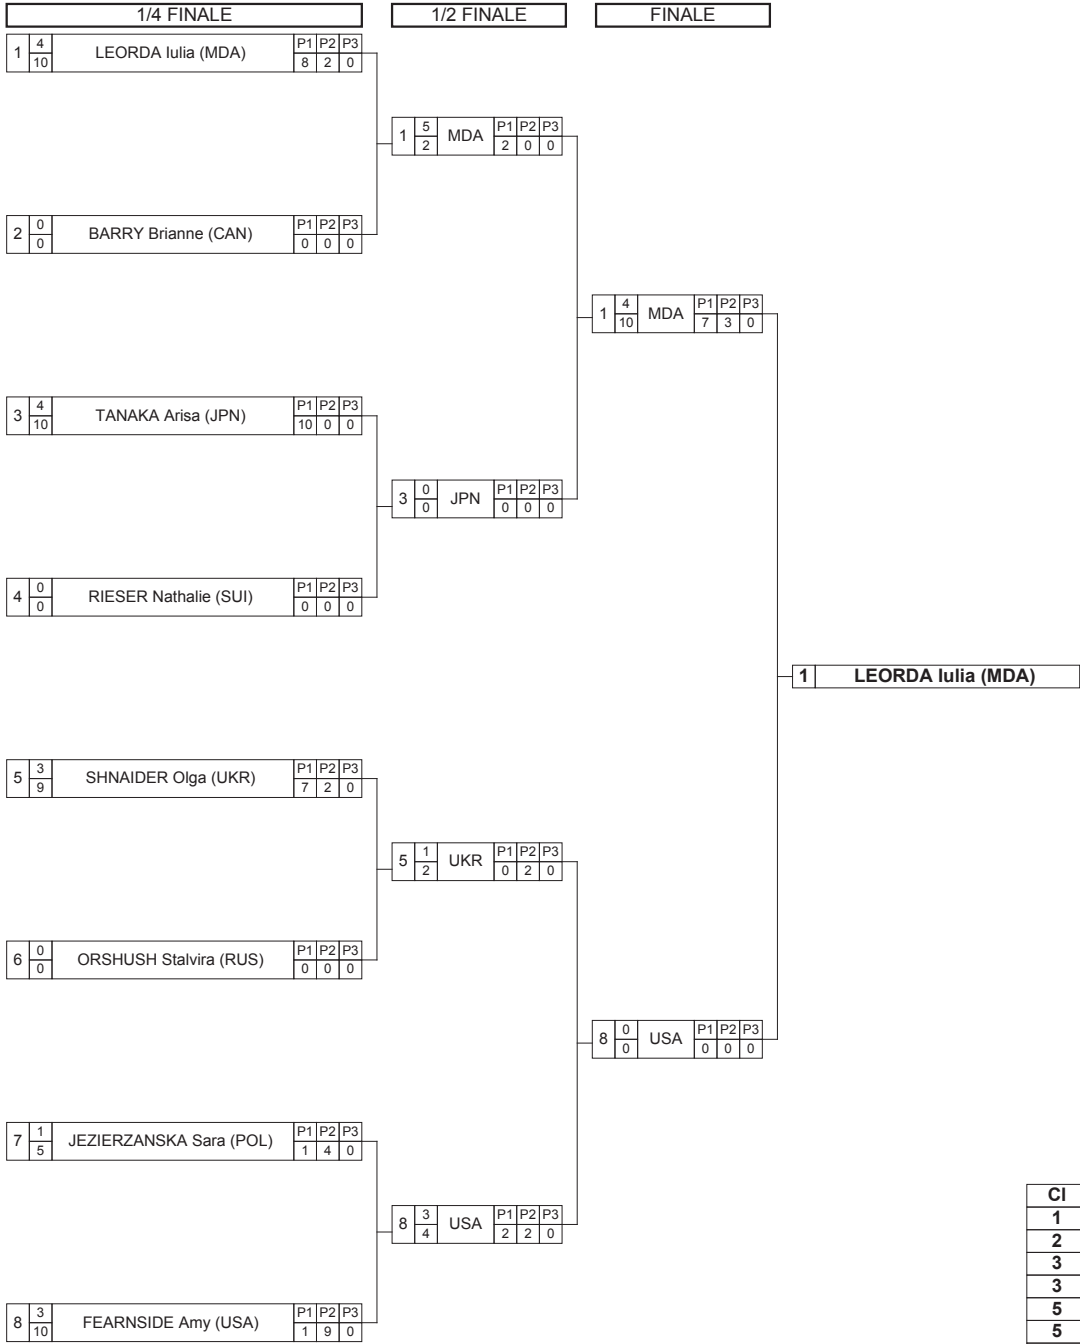 1/4 FINALE 1/2 FINALE FINALE
1 4 10 LEORDA Iulia (MDA) P1 P2 P3 8 2 0
1 5 2 MDA P1 P2 P3 2 0 0
2 0 0 BARRY Brianne (CAN) P1 P2 P3 0 0 0
1 4 10 MDA P1 P2 P3 7 3 0
3 4 10 TANAKA Arisa (JPN) P1 P2 P3 10 0 0
3 0 0 JPN P1 P2 P3 0 0 0
4 0 0 RIESER Nathalie (SUI) P1 P2 P3 0 0 0
1 LEORDA Iulia (MDA)
5 3 9 SHNAIDER Olga (UKR) P1 P2 P3 7 2 0
5 1 2 UKR P1 P2 P3 0 2 0
6 0 0 ORSHUSH Stalvira (RUS) P1 P2 P3 0 0 0
8 0 0 USA P1 P2 P3 0 0 0
7 1 5 JEZIERZANSKA Sara (POL) P1 P2 P3 1 4 0
8 3 4 USA P1 P2 P3 2 2 0
8 3 10 FEARNSIDE Amy (USA) P1 P2 P3 1 9 0
Cl
1
2
3
3
5
5